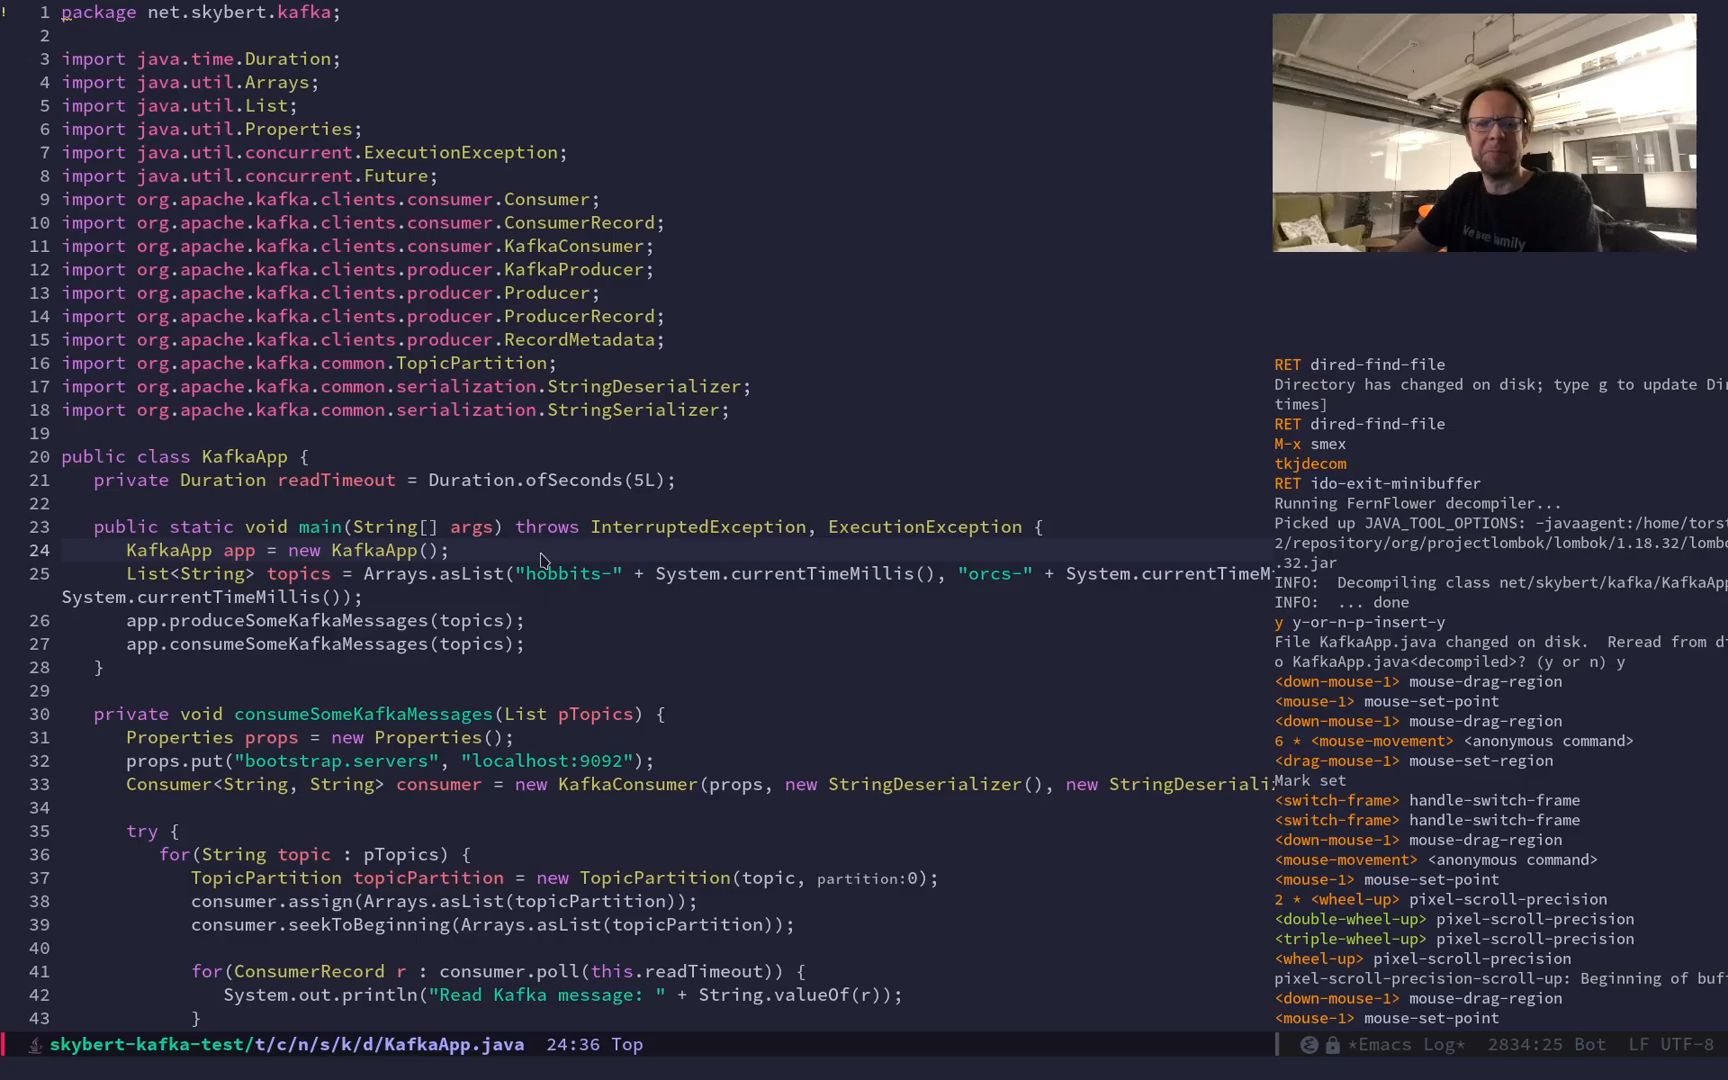 ! 1 package net.skybert.kafka;
2
3 import java.time.Duration;
4 import java.util.Arrays;
5 import java.util.List;
6 import java.util.Properties;
7 import java.util.concurrent.ExecutionException;
8 import java.util.concurrent.Future;
9 import org.apache.kafka.clients.consumer.Consumer;
10 import org.apache.kafka.clients.consumer.ConsumerRecord;
11 import org.apache.kafka.clients.consumer.KafkaConsumer;
12 import org.apache.kafka.clients.producer.KafkaProducer;
13 import org.apache.kafka.clients.producer.Producer;
14 import org.apache.kafka.clients.producer.ProducerRecord;
15 import org.apache.kafka.clients.producer.RecordMetadata;
16 import org.apache.kafka.common.TopicPartition;
17 import org.apache.kafka.common.serialization.StringDeserializer;
18 import org.apache.kafka.common.serialization.StringSerializer;
19
20 public class KafkaApp {
21 private Duration readTimeout = Duration.ofSeconds(5L);
22
23 public static void main(String[] args) throws InterruptedException, ExecutionException {
24 KafkaApp app = new KafkaApp();
25 List<String> topics = Arrays.asList("hobbits-" + System.currentTimeMillis(), "orcs-" + System.currentTimeM
System.currentTimeMillis());
26 app.produceSomeKafkaMessages(topics);
27 app.consumeSomeKafkaMessages(topics);
28 }
29
30 private void consumeSomeKafkaMessages(List pTopics) {
31 Properties props = new Properties();
32 props.put("bootstrap.servers", "localhost:9092");
33 Consumer<String, String> consumer = new KafkaConsumer(props, new StringDeserializer(), new StringDeseriali
34
35 try {
36 for(String topic : pTopics) {
37 TopicPartition topicPartition = new TopicPartition(topic, partition:0);
38 consumer.assign(Arrays.asList(topicPartition));
39 consumer.seekToBeginning(Arrays.asList(topicPartition));
40
41 for(ConsumerRecord r : consumer.poll(this.readTimeout)) {
42 System.out.println("Read Kafka message: " + String.valueOf(r));
43 }
skybert-kafka-test/t/c/n/s/k/d/KafkaApp.java 24:36 Top
We are family
RET dired-find-file
Directory has changed on disk; type g to update Di
times]
RET dired-find-file
M-x smex
tkjdecom
RET ido-exit-minibuffer
Running FernFlower decompiler...
Picked up JAVA_TOOL_OPTIONS: -javaagent:/home/torst
2/repository/org/projectlombok/lombok/1.18.32/lombo
.32.jar
INFO: Decompiling class net/skybert/kafka/KafkaApp
INFO: ... done
y y-or-n-p-insert-y
File KafkaApp.java changed on disk. Reread from di
o KafkaApp.java<decompiled>? (y or n) y
<down-mouse-1> mouse-drag-region
<mouse-1> mouse-set-point
<down-mouse-1> mouse-drag-region
6 * <mouse-movement> <anonymous command>
<drag-mouse-1> mouse-set-region
Mark set
<switch-frame> handle-switch-frame
<switch-frame> handle-switch-frame
<down-mouse-1> mouse-drag-region
<mouse-movement> <anonymous command>
<mouse-1> mouse-set-point
2 * <wheel-up> pixel-scroll-precision
<double-wheel-up> pixel-scroll-precision
<triple-wheel-up> pixel-scroll-precision
<wheel-up> pixel-scroll-precision
pixel-scroll-precision-scroll-up: Beginning of buf
<down-mouse-1> mouse-drag-region
<mouse-1> mouse-set-point
*Emacs Log* 2834:25 Bot LF UTF-8